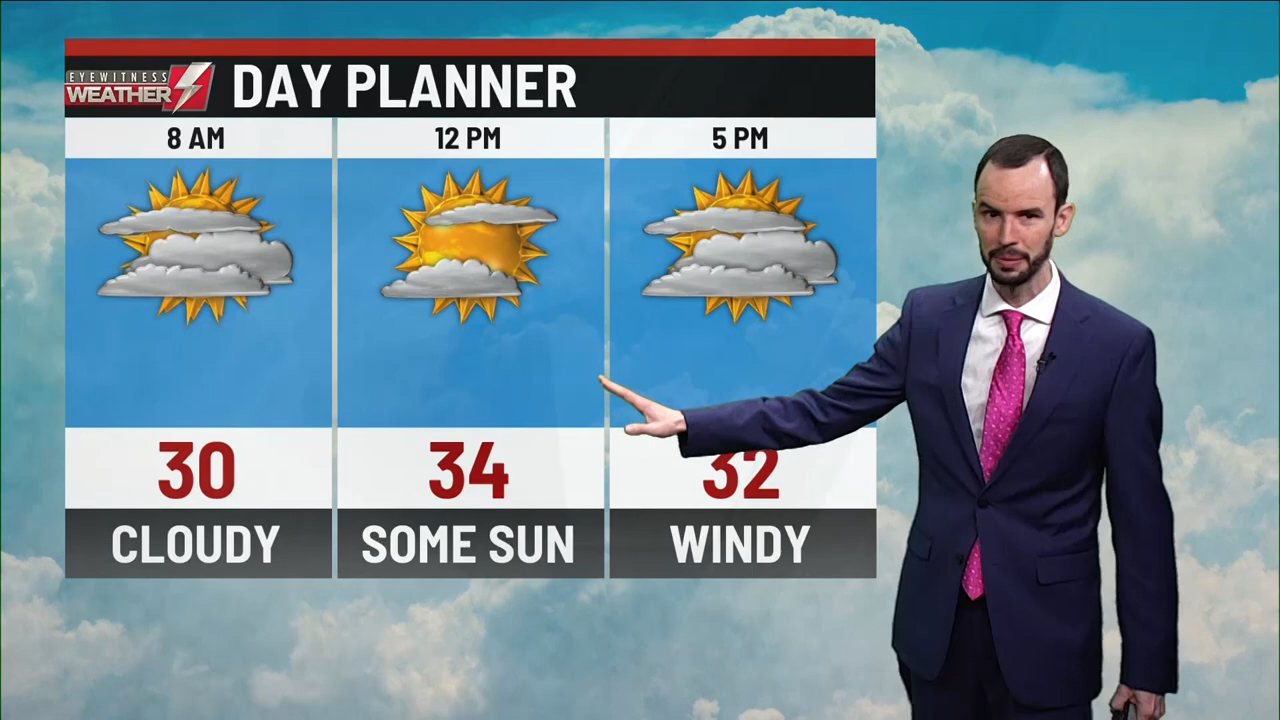 EYEWITNESS
WEATHER
DAY PLANNER
8 AM
12 PM
5 PM
30
34
32
CLOUDY
SOME SUN
WINDY